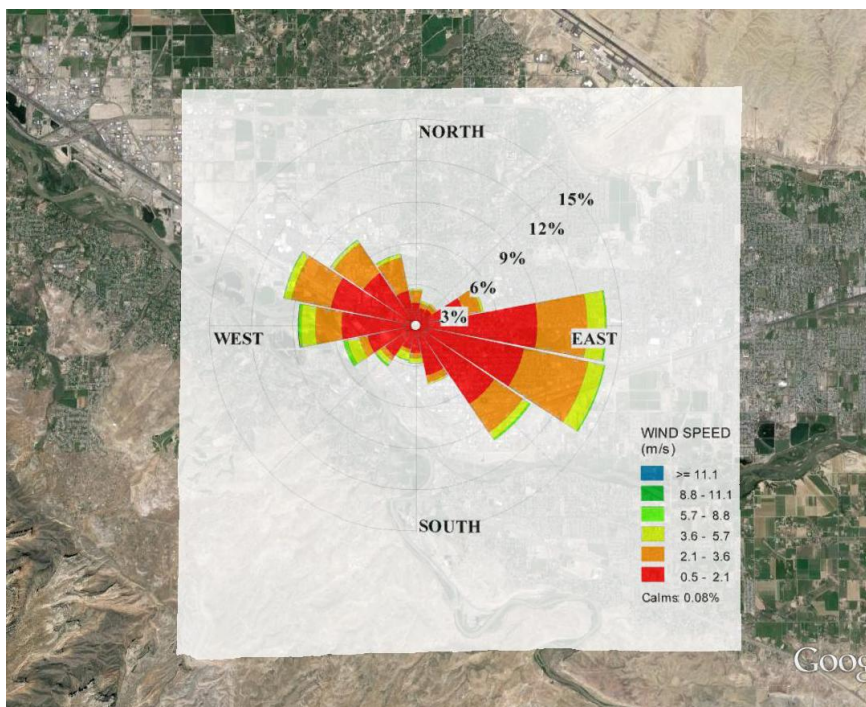 NORTH
15%
12%
9%
6%
3%
WEST
EAST
WIND SPEED
(m/s)
>= 11.1
8.8 - 11.1
5.7 - 8.8
3.6 - 5.7
2.1 - 3.6
0.5 - 2.1
Calms: 0.08%
SOUTH
Goog